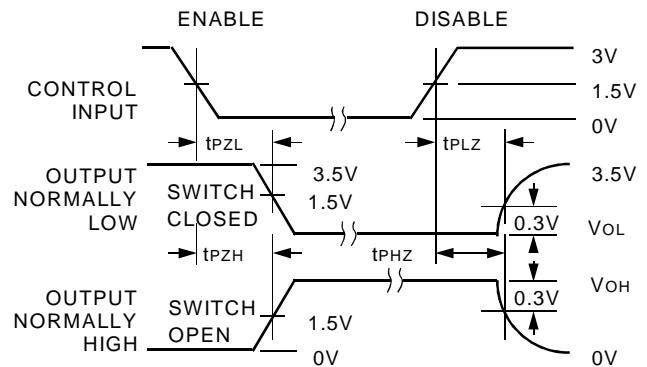 ENABLE DISABLE
3V
CONTROL INPUT
1.5V
0V
tPZL tPLZ
OUTPUT NORMALLY LOW
SWITCH CLOSED
3.5V
1.5V
3.5V
0.3V
VOL
tPZH tPHZ
VOH
OUTPUT NORMALLY HIGH
SWITCH OPEN
0.3V
1.5V
0V
0V